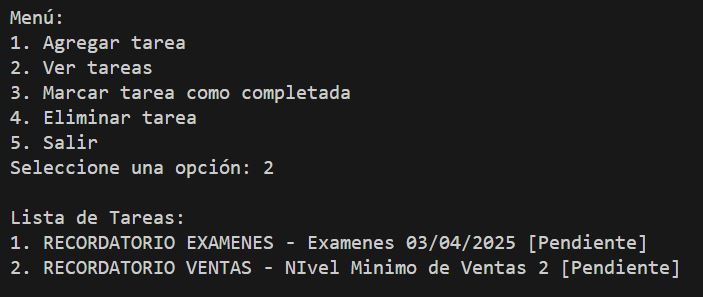 Menú:
1. Agregar tarea
2. Ver tareas
3. Marcar tarea como completada
4. Eliminar tarea
5. Salir
Seleccione una opción: 2
Lista de Tareas:
1. RECORDATORIO EXAMENES - Examenes 03/04/2025 [Pendiente]
2. RECORDATORIO VENTAS - NIvel Minimo de Ventas 2 [Pendiente]